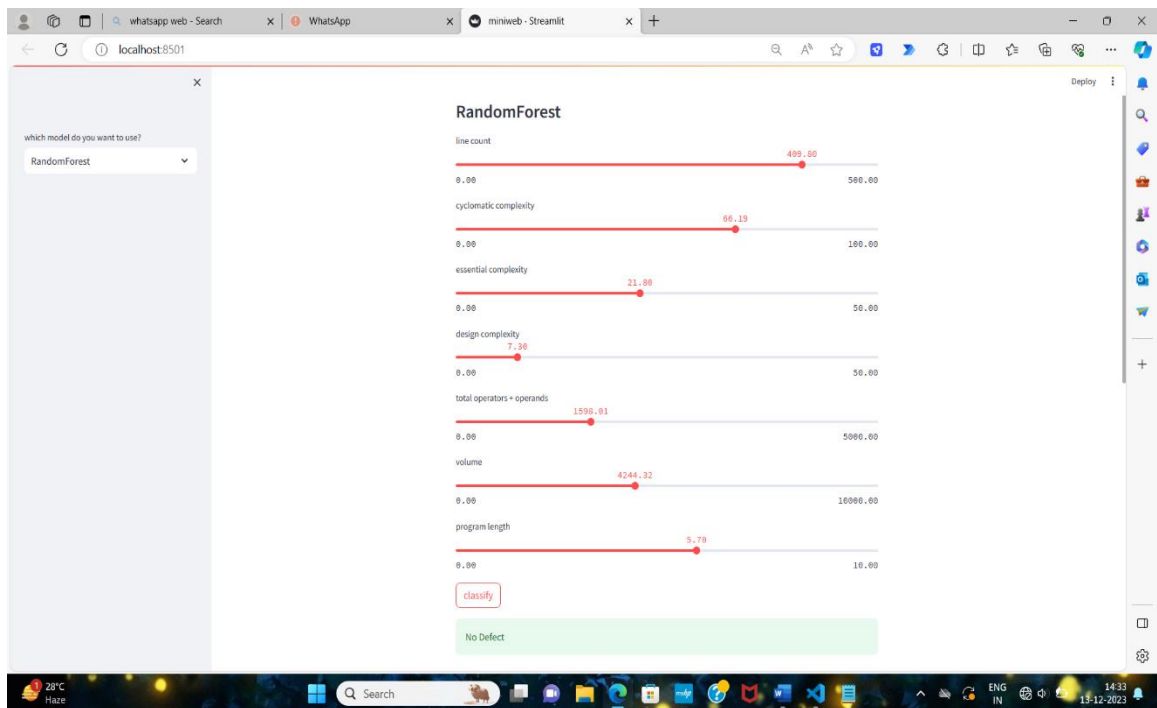 whatsapp web - Search
WhatsApp
miniweb · Streamlit
localhost:8501
Deploy
which model do you want to use?
RandomForest
RandomForest
line count
409.80
0.00 500.00
cyclomatic complexity
66.19
0.00 100.00
essential complexity
21.80
0.00 50.00
design complexity
7.30
0.00 50.00
total operators + operands
1598.01
0.00 5000.00
volume
4244.32
0.00 10000.00
program length
5.70
0.00 10.00
classify
No Defect
1
28°C
Haze
Search
ENG
IN
14:33
13-12-2023